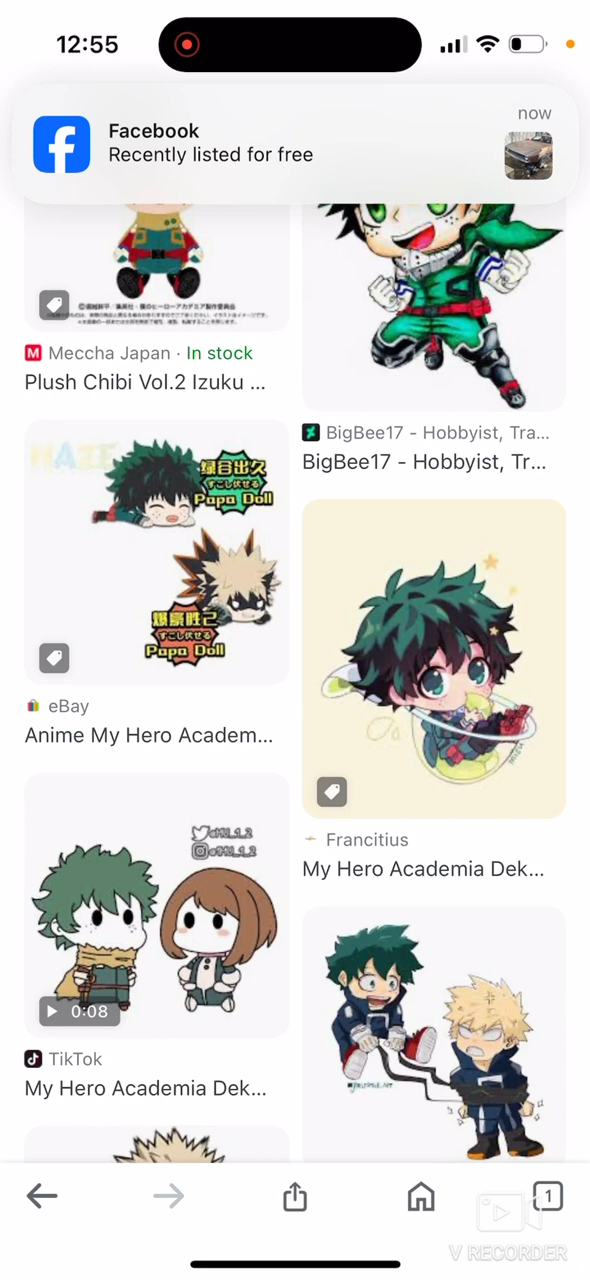 12:55
now
Facebook
Recently listed for free
M Meccha Japan · In stock
Plush Chibi Vol.2 Izuku ...
BigBee17 - Hobbyist, Tra...
BigBee17 - Hobbyist, Tr...
HAZE
绿谷出久
すこし伏せる
Papa Doll
爆豪胜己
すこし伏せる
Papa Doll
eBay
Anime My Hero Academ...
Francitius
My Hero Academia Dek...
0:08
TikTok
My Hero Academia Dek...
1
V RECORDER